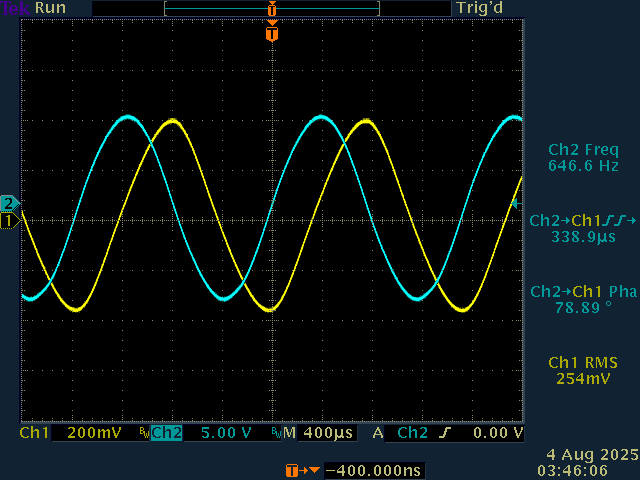 Tek Run Trig'd
T
T
2
1
Ch2 Freq
646.6 Hz
Ch2→Ch1
338.9µs
Ch2→Ch1 Pha
78.89 °
Ch1 RMS
254mV
Ch1 200mV BW Ch2 5.00 V BW M 400µs A Ch2 0.00 V
T→▼ -400.000ns
4 Aug 2025
03:46:06